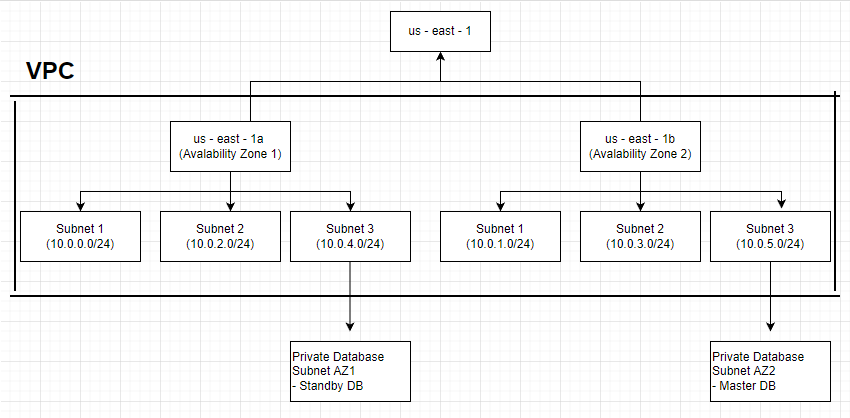 us - east - 1
VPC
us - east - 1a
(Avalability Zone 1)
us - east - 1b
(Avalability Zone 2)
Subnet 1
(10.0.0.0/24)
Subnet 2
(10.0.2.0/24)
Subnet 3
(10.0.4.0/24)
Subnet 1
(10.0.1.0/24)
Subnet 2
(10.0.3.0/24)
Subnet 3
(10.0.5.0/24)
Private Database
Subnet AZ1
- Standby DB
Private Database
Subnet AZ2
- Master DB